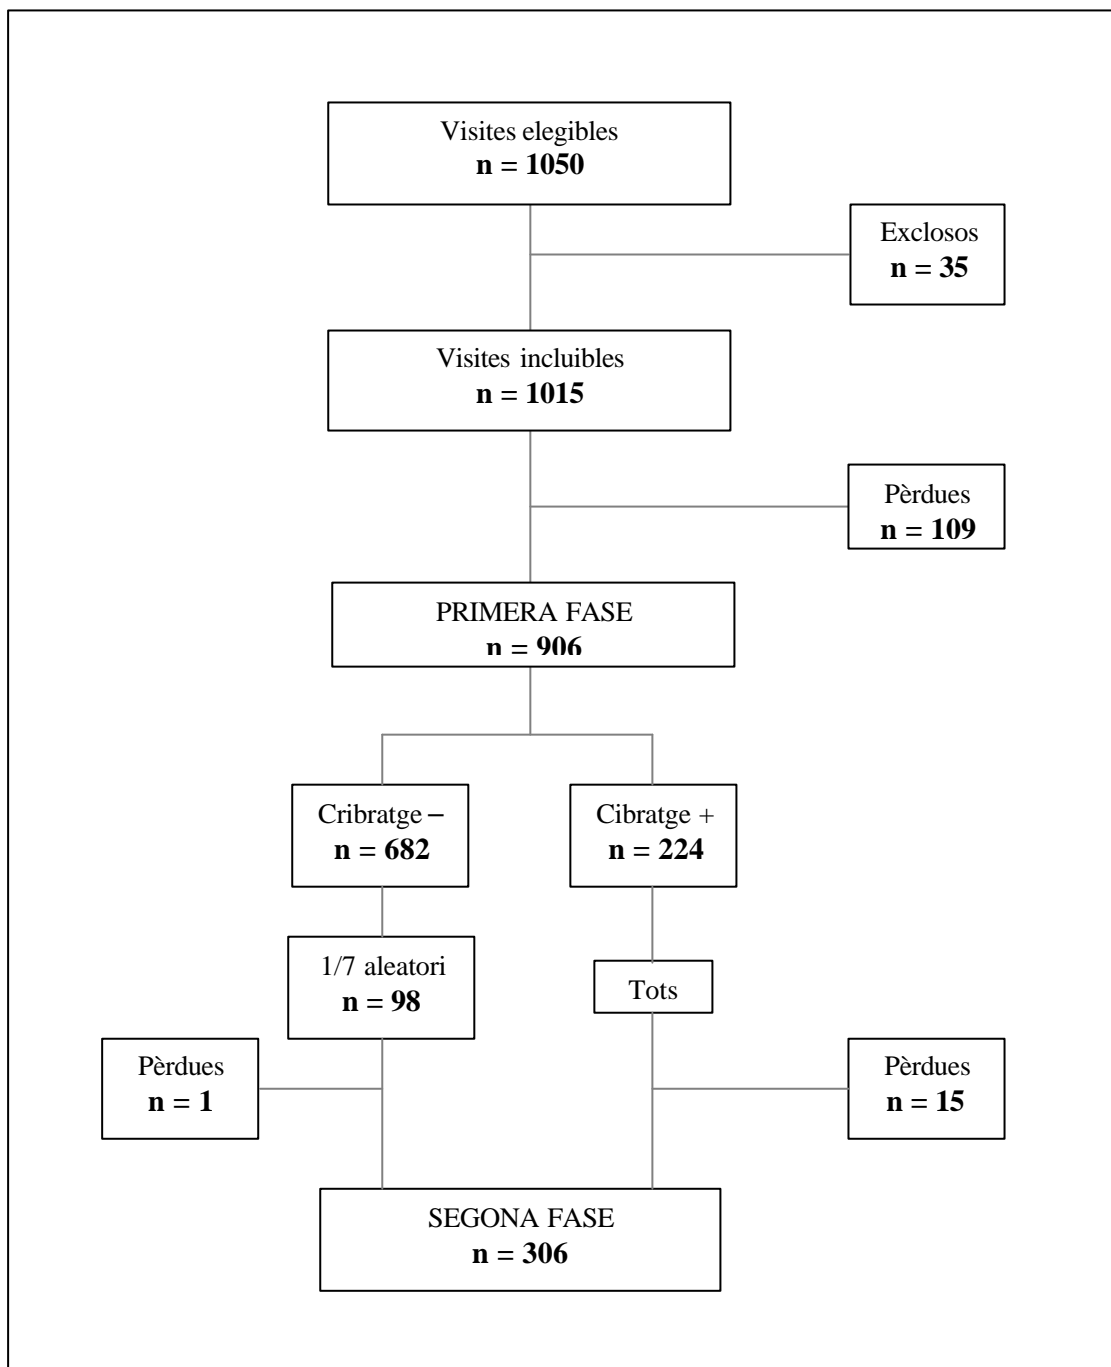 Visites elegibles
n = 1050
Exclosos
n = 35
Visites incluibles
n = 1015
Pèrdues
n = 109
PRIMERA FASE
n = 906
Cribratge –
n = 682
Cibratge +
n = 224
1/7 aleatori
n = 98
Tots
Pèrdues
n = 1
Pèrdues
n = 15
SEGONA FASE
n = 306